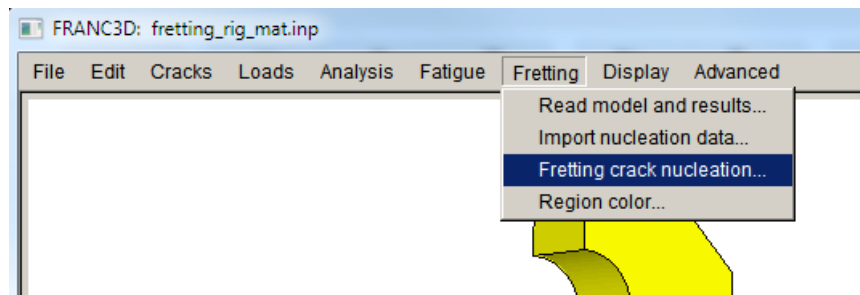 FRANC3D: fretting_rig_mat.inp
File Edit Cracks Loads Analysis Fatigue Fretting Display Advanced
Read model and results...
Import nucleation data...
Fretting crack nucleation...
Region color...